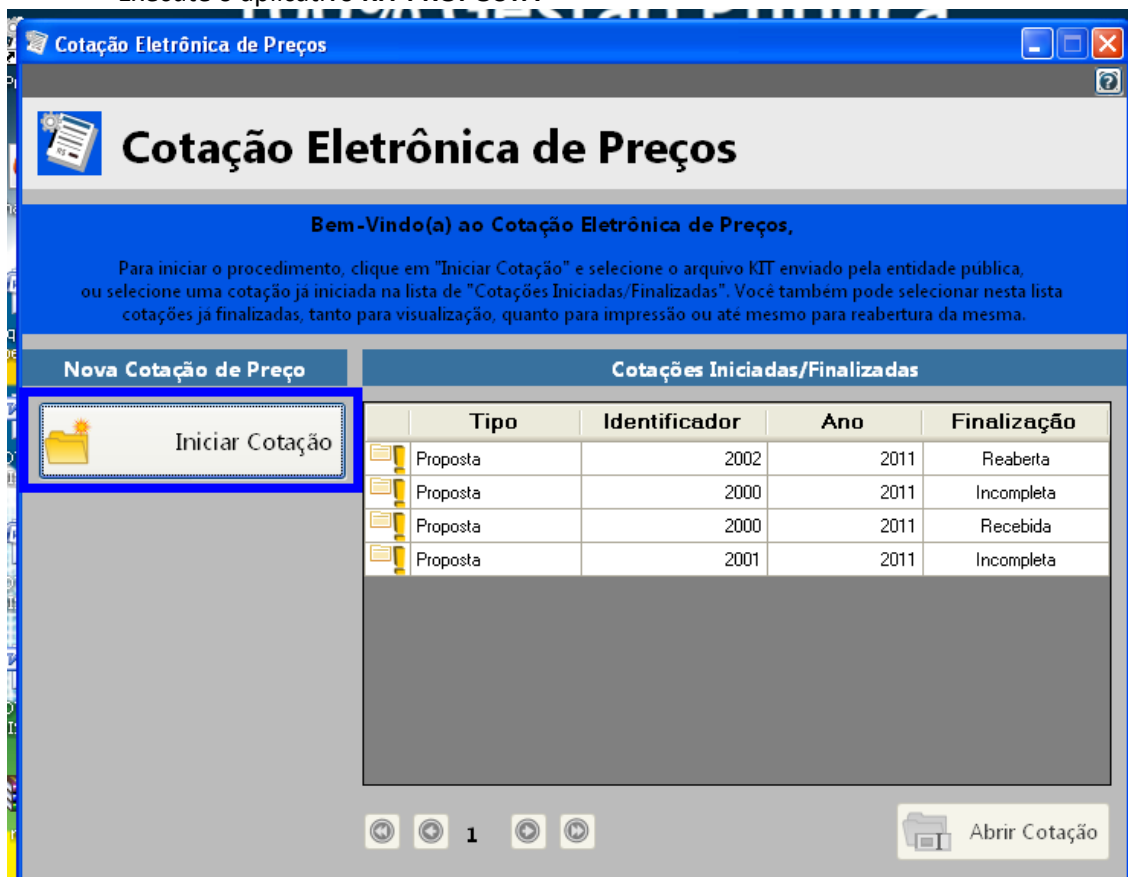 Cotação Eletrônica de Preços
Cotação Eletrônica de Preços
Bem-Vindo(a) ao Cotação Eletrônica de Preços,
Para iniciar o procedimento, clique em "Iniciar Cotação" e selecione o arquivo KIT enviado pela entidade pública,
ou selecione uma cotação já iniciada na lista de "Cotações Iniciadas/Finalizadas". Você também pode selecionar nesta lista
cotações já finalizadas, tanto para visualização, quanto para impressão ou até mesmo para reabertura da mesma.
Nova Cotação de Preço
Cotações Iniciadas/Finalizadas
Iniciar Cotação
Tipo Identificador Ano Finalização
Proposta 2002 2011 Reaberta
Proposta 2000 2011 Incompleta
Proposta 2000 2011 Recebida
Proposta 2001 2011 Incompleta
1
Abrir Cotação